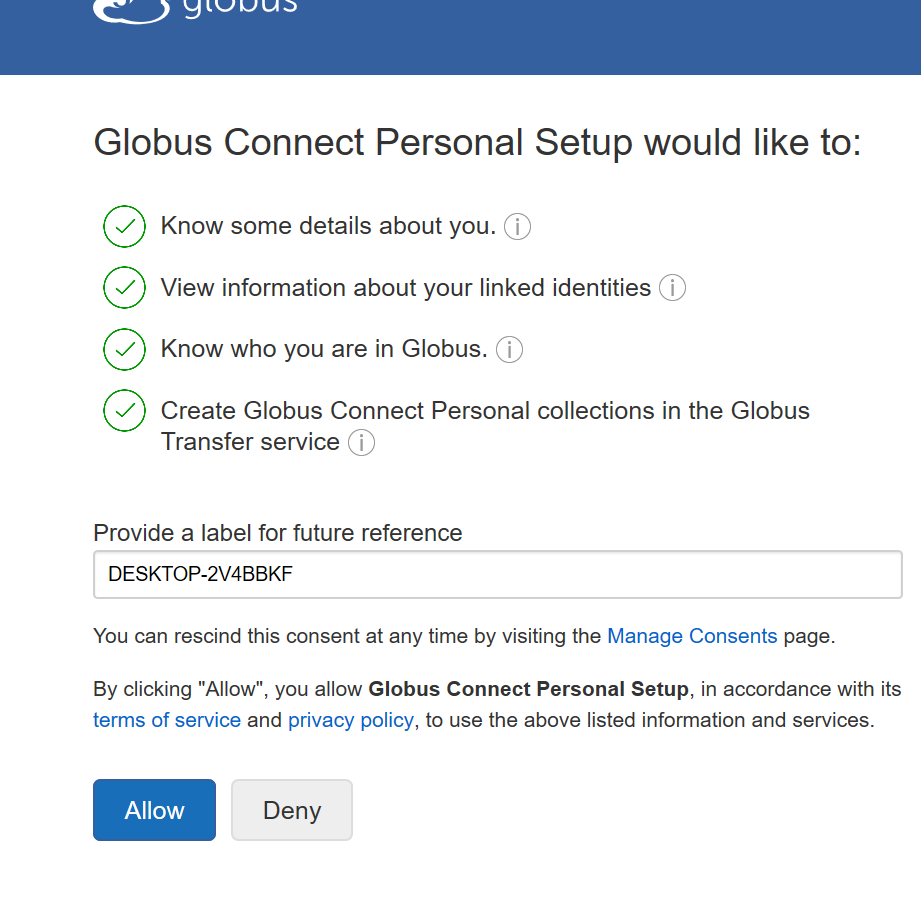 globus
Globus Connect Personal Setup would like to:
Know some details about you.
View information about your linked identities
Know who you are in Globus.
Create Globus Connect Personal collections in the Globus
Transfer service
Provide a label for future reference
DESKTOP-2V4BBKF
You can rescind this consent at any time by visiting the Manage Consents page.
By clicking "Allow", you allow Globus Connect Personal Setup, in accordance with its
terms of service and privacy policy, to use the above listed information and services.
Allow
Deny